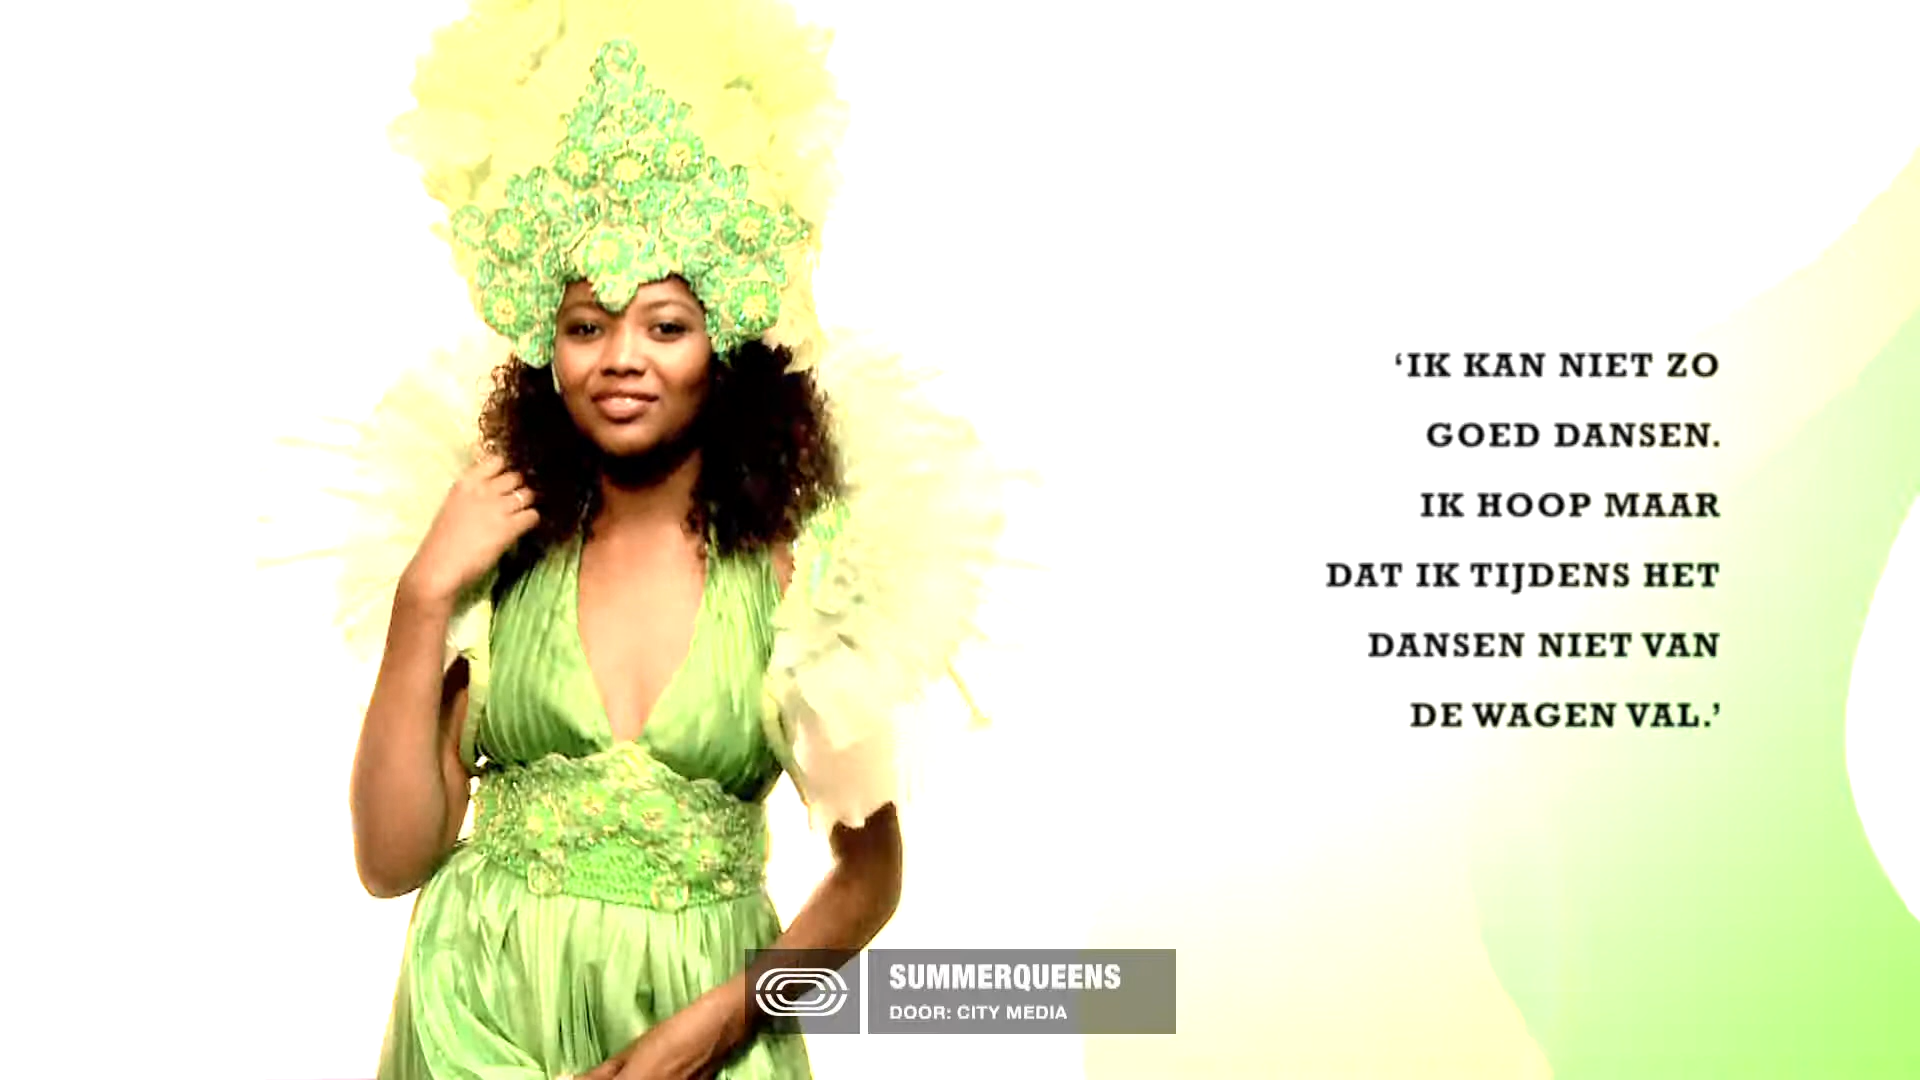 ‘IK KAN NIET ZO
GOED DANSEN.
IK HOOP MAAR
DAT IK TIJDENS HET
DANSEN NIET VAN
DE WAGEN VAL.’
SUMMERQUEENS
DOOR: CITY MEDIA